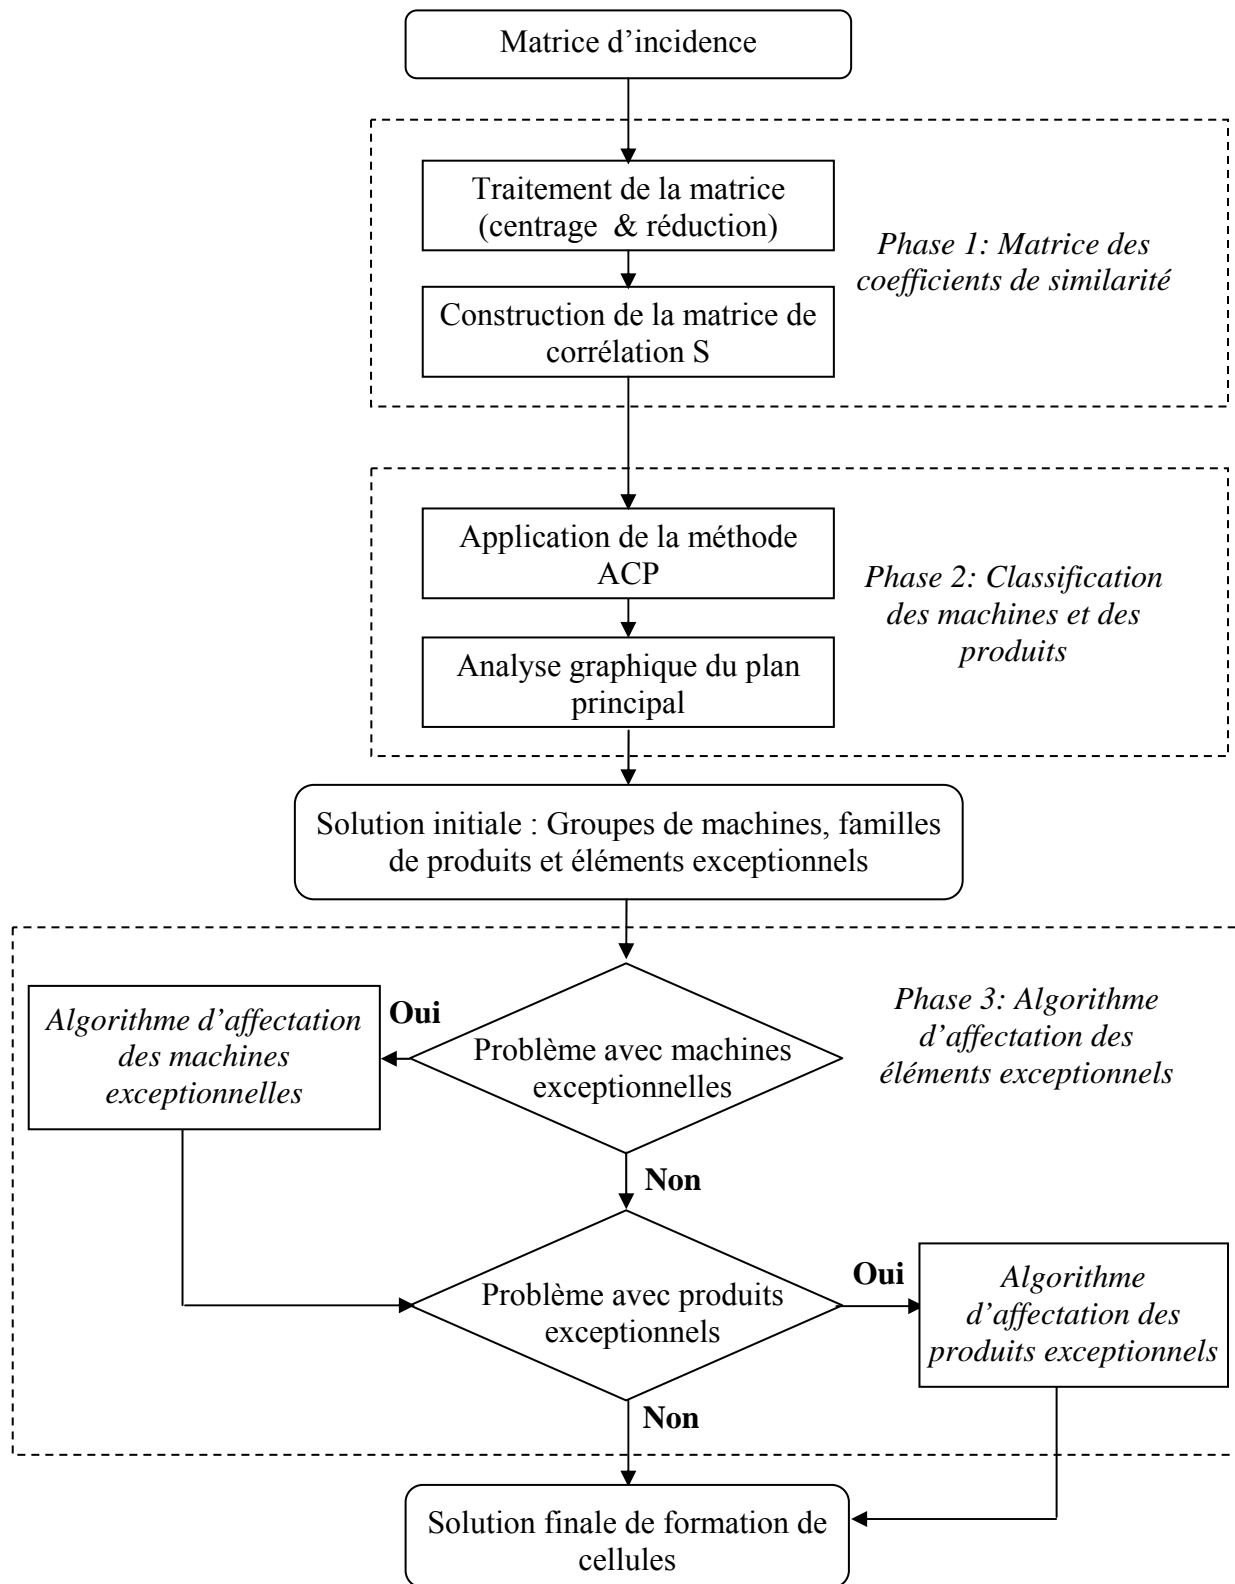 Matrice d’incidence
Traitement de la matrice
(centrage & réduction)
Phase 1: Matrice des
coefficients de similarité
Construction de la matrice de
corrélation S
Application de la méthode
ACP
Phase 2: Classification
des machines et des
produits
Analyse graphique du plan
principal
Solution initiale : Groupes de machines, familles
de produits et éléments exceptionnels
Phase 3: Algorithme
d’affectation des
éléments exceptionnels
Oui
Algorithme d’affectation
des machines
exceptionnelles
Problème avec machines
exceptionnelles
Non
Problème avec produits
exceptionnels
Oui
Algorithme
d’affectation des
produits exceptionnels
Non
Solution finale de formation de
cellules